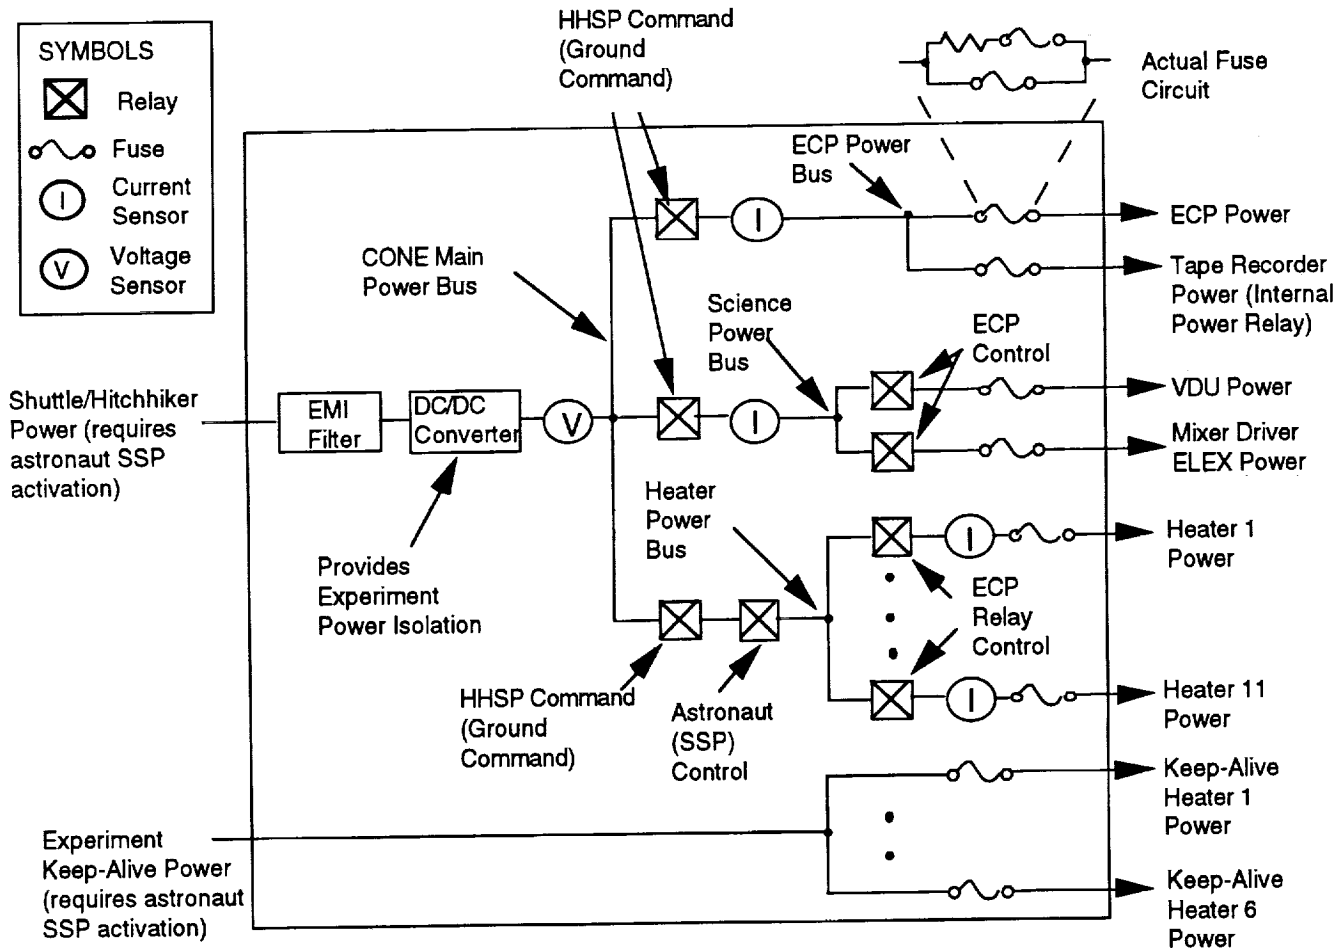 SYMBOLS
Relay
Fuse
I
Current
Sensor
V
Voltage
Sensor
HHSP Command
(Ground
Command)
Actual Fuse
Circuit
ECP Power
Bus
I
ECP Power
CONE Main
Power Bus
Tape Recorder
Power (Internal
Power Relay)
Science
Power
Bus
ECP
Control
Shuttle/Hitchhiker
Power (requires
astronaut SSP
activation)
EMI
Filter
DC/DC
Converter
V
I
VDU Power
Mixer Driver
ELEX Power
Heater
Power
Bus
I
Heater 1
Power
Provides
Experiment
Power Isolation
ECP
Relay
Control
HHSP Command
(Ground
Command)
Astronaut
(SSP)
Control
I
Heater 11
Power
Keep-Alive
Heater 1
Power
Experiment
Keep-Alive Power
(requires astronaut
SSP activation)
Keep-Alive
Heater 6
Power